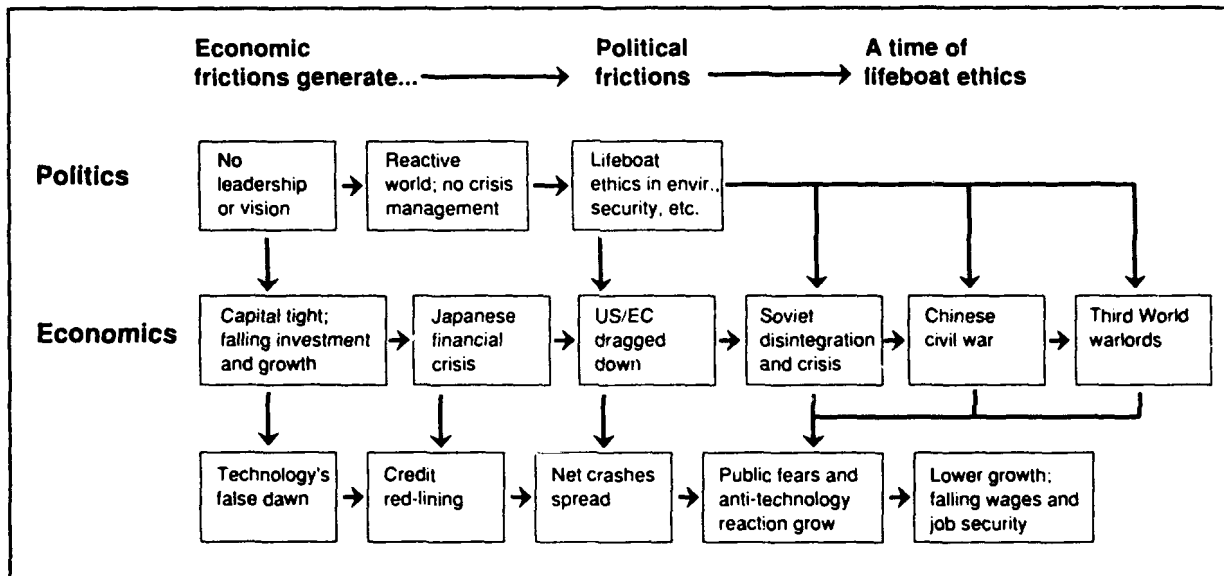 Economic
frictions generate...
Political
frictions
A time of
lifeboat ethics
Politics
No
leadership
or vision
Reactive
world; no crisis
management
Lifeboat
ethics in envir.,
security, etc.
Economics
Capital tight;
falling investment
and growth
Japanese
financial
crisis
US/EC
dragged
down
Soviet
disintegration
and crisis
Chinese
civil war
Third World
warlords
Technology's
false dawn
Credit
red-lining
Net crashes
spread
Public fears and
anti-technology
reaction grow
Lower growth;
falling wages and
job security